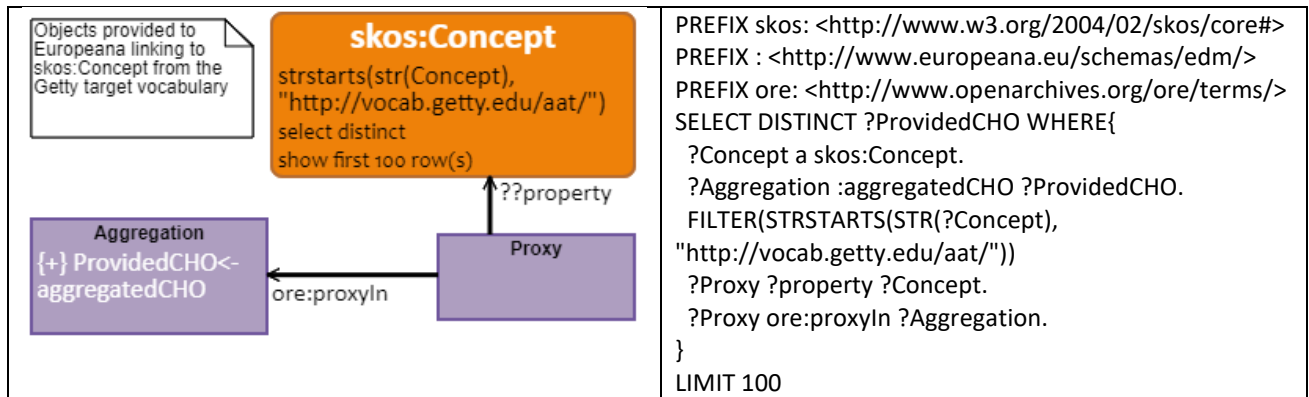 Objects provided to
Europeana linking to
skos:Concept from the
Getty target vocabulary
skos:Concept
strstarts(str(Concept),
"http://vocab.getty.edu/aat/")
select distinct
show first 100 row(s)
??property
Aggregation
{+} ProvidedCHO<-
aggregatedCHO
ore:proxyIn
Proxy
PREFIX skos: <http://www.w3.org/2004/02/skos/core#>
PREFIX : <http://www.europeana.eu/schemas/edm/>
PREFIX ore: <http://www.openarchives.org/ore/terms/>
SELECT DISTINCT ?ProvidedCHO WHERE{
?Concept a skos:Concept.
?Aggregation :aggregatedCHO ?ProvidedCHO.
FILTER(STRSTARTS(STR(?Concept),
"http://vocab.getty.edu/aat/"))
?Proxy ?property ?Concept.
?Proxy ore:proxyIn ?Aggregation.
}
LIMIT 100